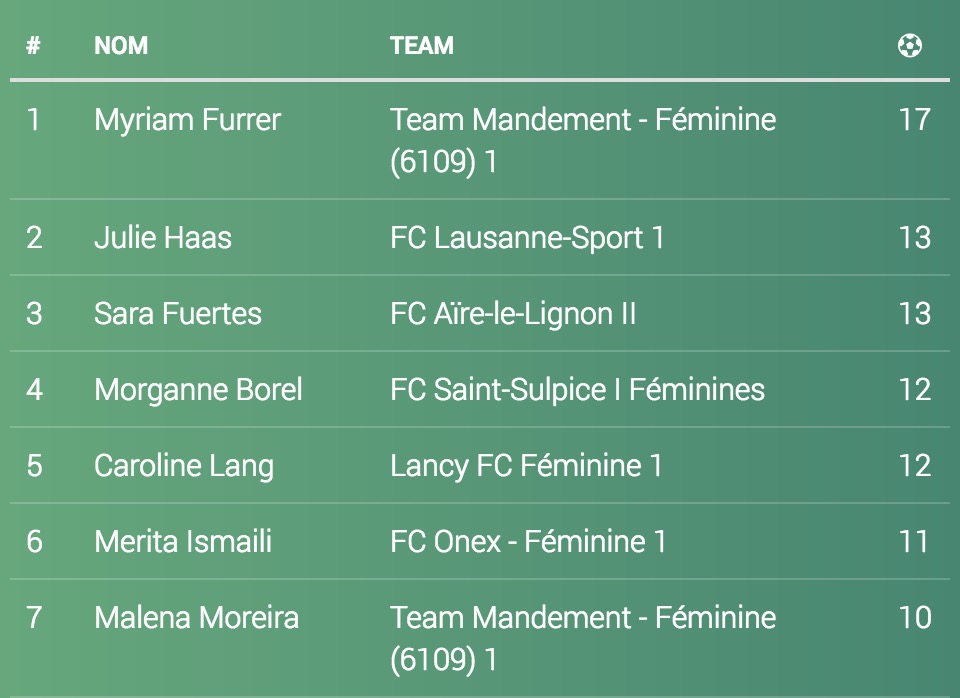 # NOM TEAM
1 Myriam Furrer Team Mandement - Féminine 17
(6109) 1
2 Julie Haas FC Lausanne-Sport 1 13
3 Sara Fuertes FC Aïre-le-Lignon II 13
4 Morganne Borel FC Saint-Sulpice I Féminines 12
5 Caroline Lang Lancy FC Féminine 1 12
6 Merita Ismaili FC Onex - Féminine 1 11
7 Malena Moreira Team Mandement - Féminine 10
(6109) 1